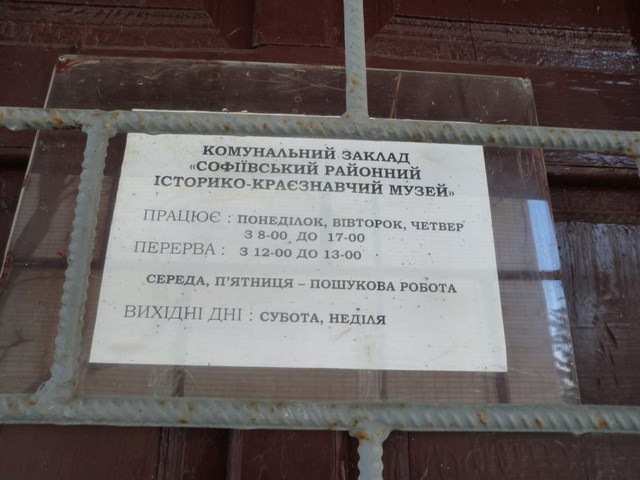 КОМУНАЛЬНИЙ ЗАКЛАД
«СОФІЇВСЬКИЙ РАЙОННИЙ
ІСТОРИКО-КРАЄЗНАВЧИЙ МУЗЕЙ»
ПРАЦЮЄ : ПОНЕДІЛОК, ВІВТОРОК, ЧЕТВЕР
З 8-00 ДО 17-00
ПЕРЕРВА : З 12-00 ДО 13-00
СЕРЕДА, П'ЯТНИЦЯ – ПОШУКОВА РОБОТА
ВИХІДНІ ДНІ : СУБОТА, НЕДІЛЯ